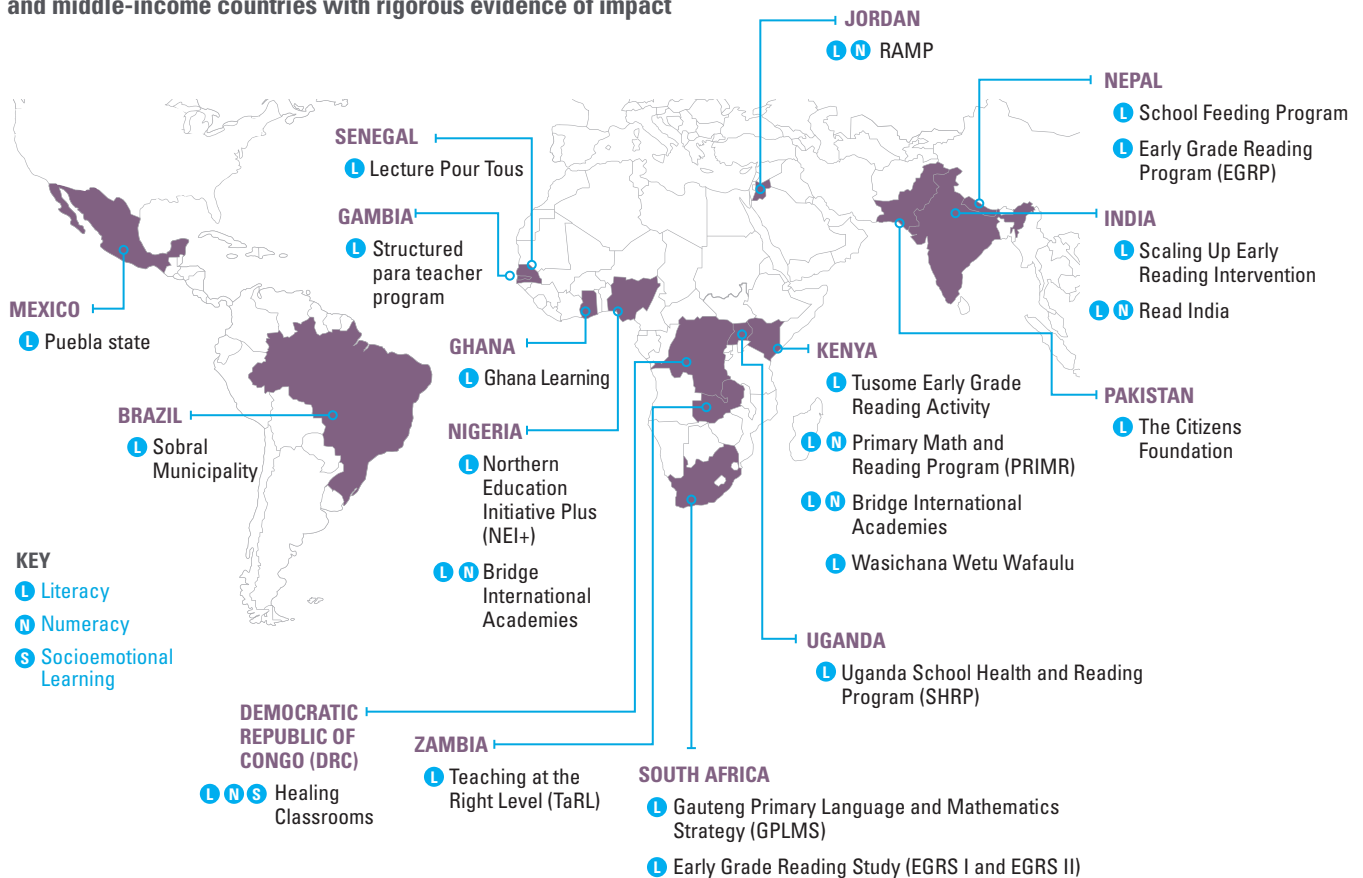 and middle-income countries with rigorous evidence of impact
JORDAN
L N RAMP
NEPAL
L School Feeding Program
L Early Grade Reading
Program (EGRP)
SENEGAL
L Lecture Pour Tous
GAMBIA
L Structured
para teacher
program
INDIA
L Scaling Up Early
Reading Intervention
L N Read India
MEXICO
L Puebla state
GHANA
L Ghana Learning
KENYA
L Tusome Early Grade
Reading Activity
L N Primary Math and
Reading Program (PRIMR)
L N Bridge International
Academies
L Wasichana Wetu Wafaulu
PAKISTAN
L The Citizens
Foundation
BRAZIL
L Sobral
Municipality
NIGERIA
L Northern
Education
Initiative Plus
(NEI+)
L N Bridge
International
Academies
KEY
L Literacy
N Numeracy
S Socioemotional
Learning
UGANDA
L Uganda School Health and Reading
Program (SHRP)
DEMOCRATIC
REPUBLIC OF
CONGO (DRC)
L N S Healing
Classrooms
ZAMBIA
L Teaching at the
Right Level (TaRL)
SOUTH AFRICA
L Gauteng Primary Language and Mathematics
Strategy (GPLMS)
L Early Grade Reading Study (EGRS I and EGRS II)